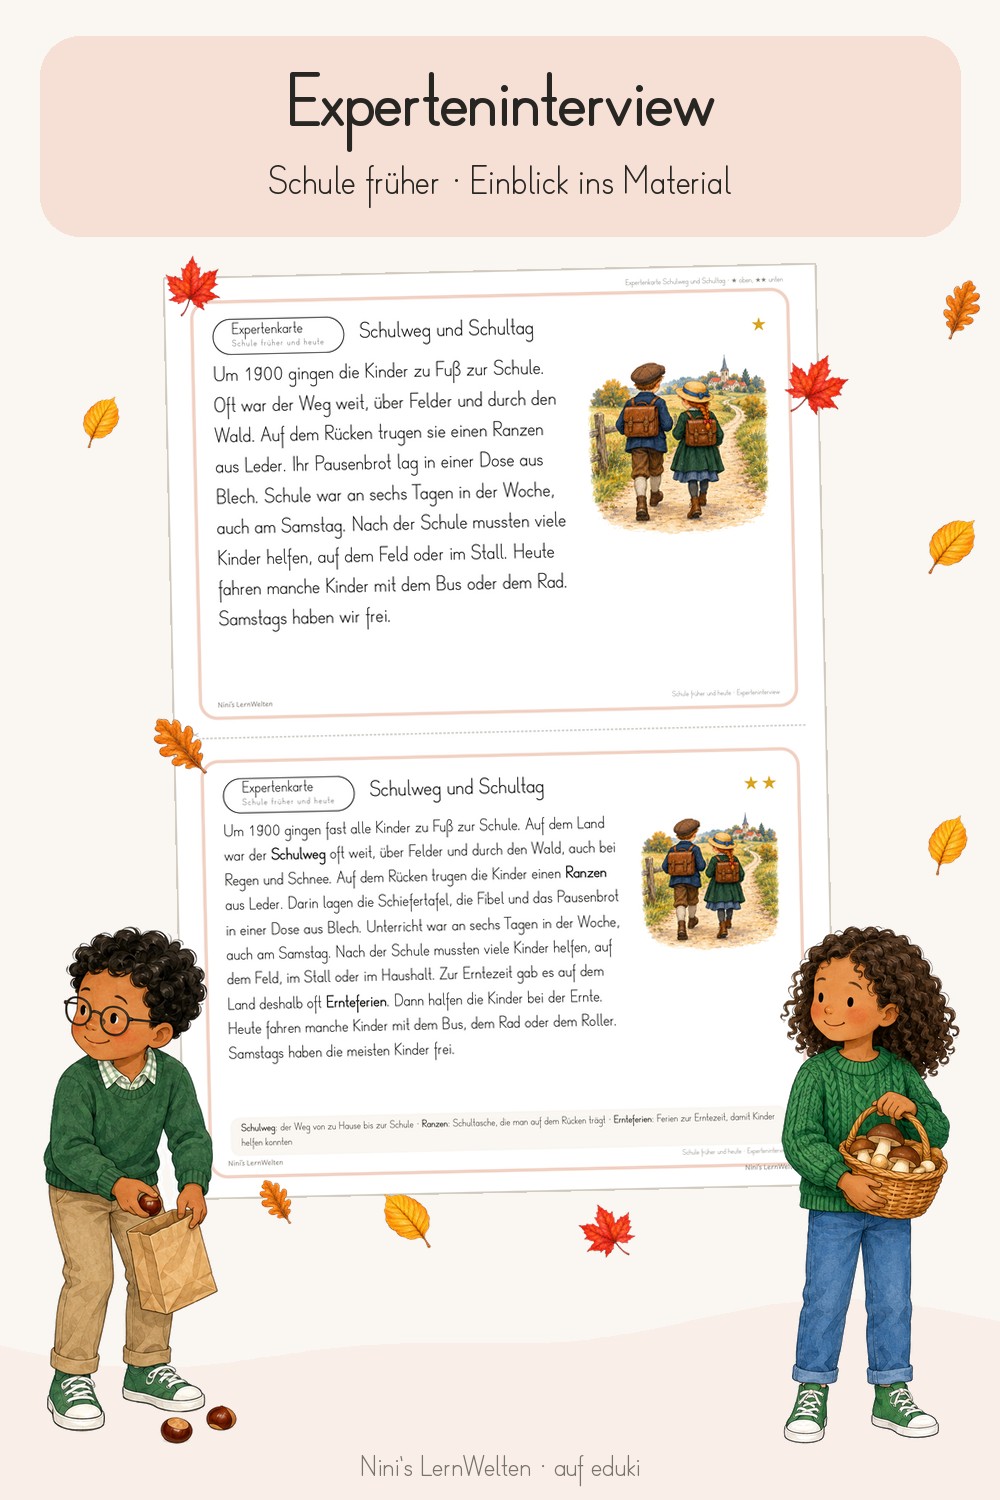 Experteninterview
Schule früher · Einblick ins Material
Expertenkarte Schulweg und Schultag · ★ oben, ★★ unten
Expertenkarte
Schule früher und heute
Schulweg und Schultag
★
Um 1900 gingen die Kinder zu Fuß zur Schule.
Oft war der Weg weit, über Felder und durch den
Wald. Auf dem Rücken trugen sie einen Ranzen
aus Leder. Ihr Pausenbrot lag in einer Dose aus
Blech. Schule war an sechs Tagen in der Woche,
auch am Samstag. Nach der Schule mussten viele
Kinder helfen, auf dem Feld oder im Stall. Heute
fahren manche Kinder mit dem Bus oder dem Rad.
Samstags haben wir frei.
Nini's LernWelten
Schule früher und heute · Experteninterview
Expertenkarte
Schule früher und heute
Schulweg und Schultag
★★
Um 1900 gingen fast alle Kinder zu Fuß zur Schule. Auf dem Land
war der Schulweg oft weit, über Felder und durch den Wald, auch bei
Regen und Schnee. Auf dem Rücken trugen die Kinder einen Ranzen
aus Leder. Darin lagen die Schiefertafel, die Fibel und das Pausenbrot
in einer Dose aus Blech. Unterricht war an sechs Tagen in der Woche,
auch am Samstag. Nach der Schule mussten viele Kinder helfen, auf
dem Feld, im Stall oder im Haushalt. Zur Erntezeit gab es auf dem
Land deshalb oft Ernteferien. Dann halfen die Kinder bei der Ernte.
Heute fahren manche Kinder mit dem Bus, dem Rad oder dem Roller.
Samstags haben die meisten Kinder frei.
Schulweg: der Weg von zu Hause bis zur Schule · Ranzen: Schultasche, die man auf dem Rücken trägt · Ernteferien: Ferien zur Erntezeit, damit Kinder
helfen konnten
Nini's LernWelten
Schule früher und heute ·
Nini's
Nini's LernWelten · auf eduki